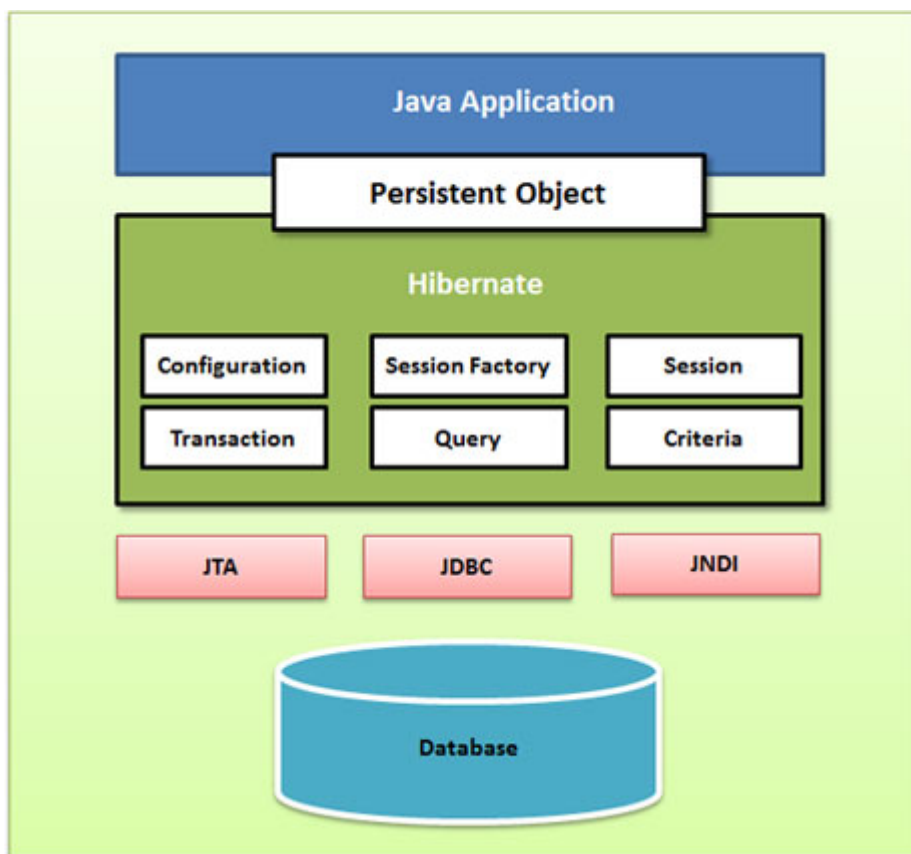 Java Application
Persistent Object
Hibernate
Configuration
Session Factory
Session
Transaction
Query
Criteria
JTA
JDBC
JNDI
Database